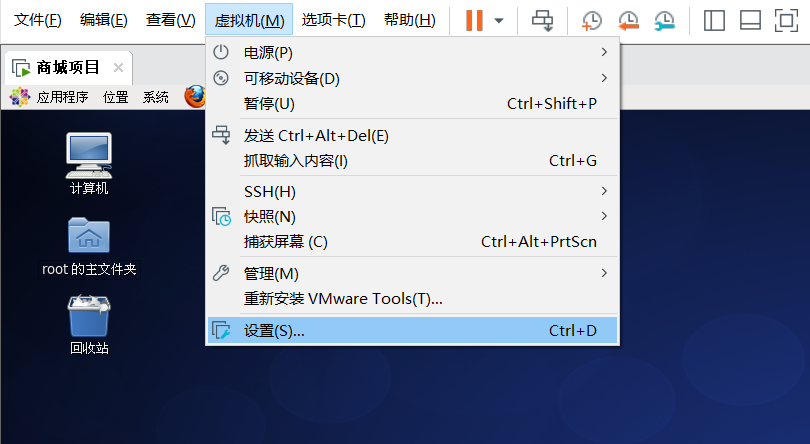 文件(F) 编辑(E) 查看(V) 虚拟机(M) 选项卡(T) 帮助(H)
商城项目
应用程序 位置 系统
电源(P)
可移动设备(D)
暂停(U) Ctrl+Shift+P
发送 Ctrl+Alt+Del(E)
抓取输入内容(I) Ctrl+G
SSH(H)
快照(N)
捕获屏幕 (C) Ctrl+Alt+PrtScn
管理(M)
重新安装 VMware Tools(T)...
设置(S)... Ctrl+D
计算机
root 的主文件夹
回收站